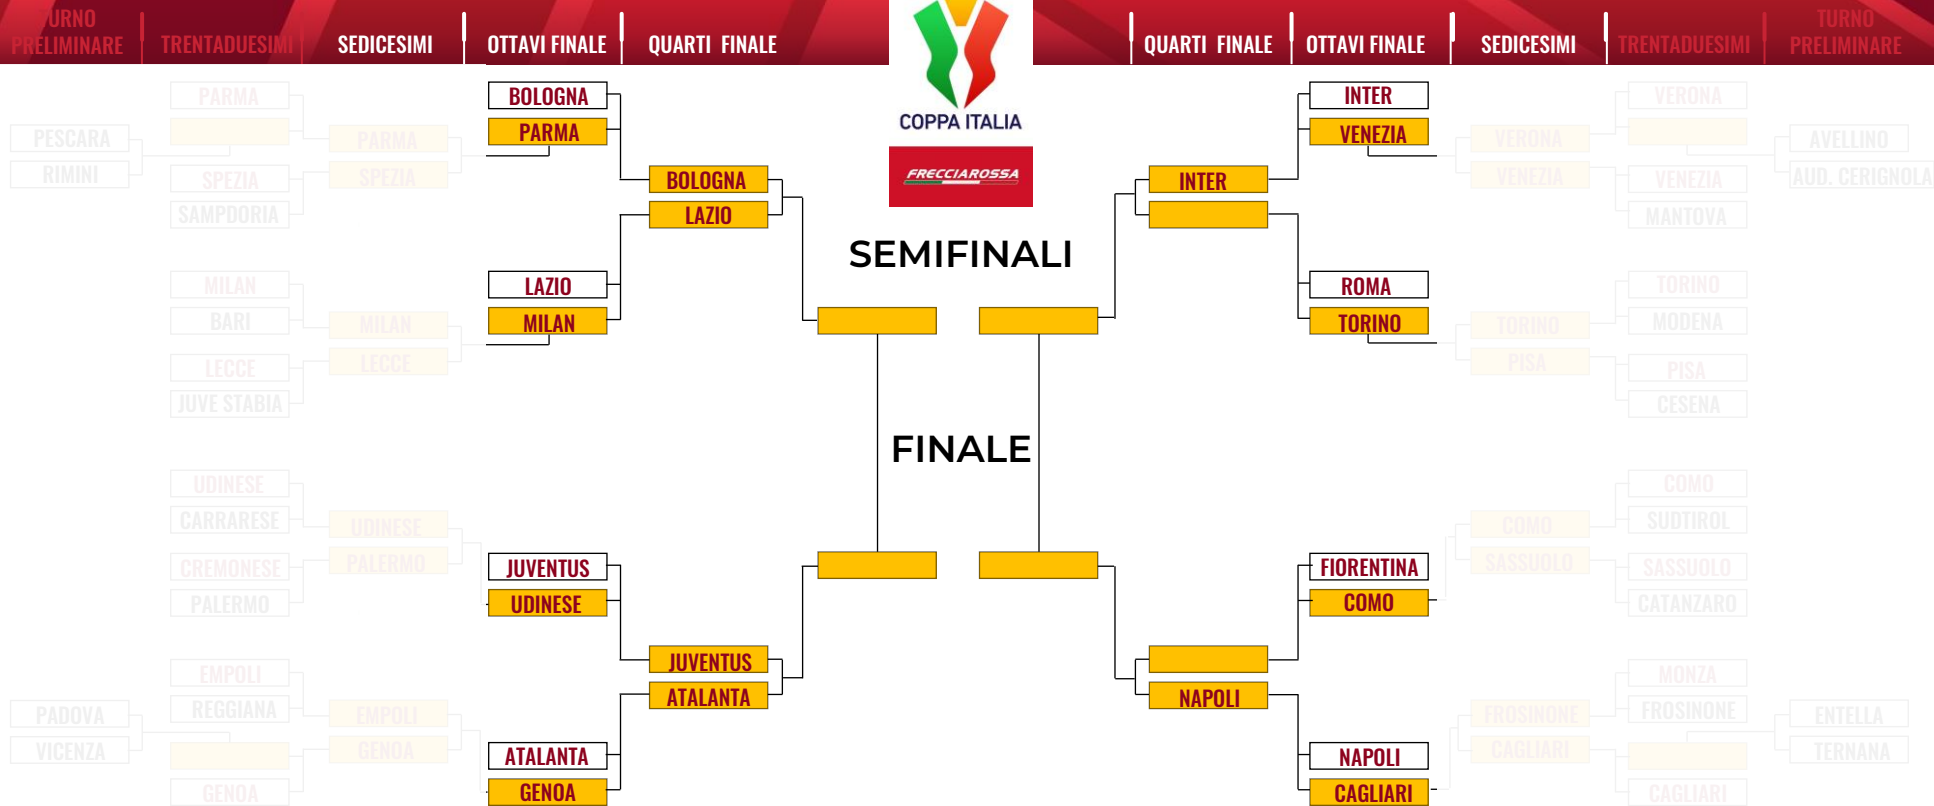 TURNO
PRELIMINARE
TRENTADUESIMI
SEDICESIMI
OTTAVI FINALE
QUARTI FINALE
QUARTI FINALE
OTTAVI FINALE
SEDICESIMI
TRENTADUESIMI
TURNO
PRELIMINARE
COPPA ITALIA
FRECCIAROSSA
SEMIFINALI
FINALE
PESCARA
RIMINI
PADOVA
VICENZA
PARMA
SPEZIA
SAMPDORIA
MILAN
BARI
LECCE
JUVE STABIA
UDINESE
CARRARESE
CREMONESE
PALERMO
EMPOLI
REGGIANA
GENOA
PARMA
SPEZIA
MILAN
LECCE
UDINESE
PALERMO
EMPOLI
GENOA
BOLOGNA
PARMA
LAZIO
MILAN
JUVENTUS
UDINESE
ATALANTA
GENOA
BOLOGNA
LAZIO
JUVENTUS
ATALANTA
INTER
NAPOLI
INTER
VENEZIA
ROMA
TORINO
FIORENTINA
COMO
NAPOLI
CAGLIARI
VERONA
VENEZIA
TORINO
PISA
COMO
SASSUOLO
FROSINONE
CAGLIARI
VERONA
VENEZIA
MANTOVA
TORINO
MODENA
PISA
CESENA
COMO
SUDTIROL
SASSUOLO
CATANZARO
MONZA
FROSINONE
CAGLIARI
AVELLINO
AUD. CERIGNOLA
ENTELLA
TERNANA